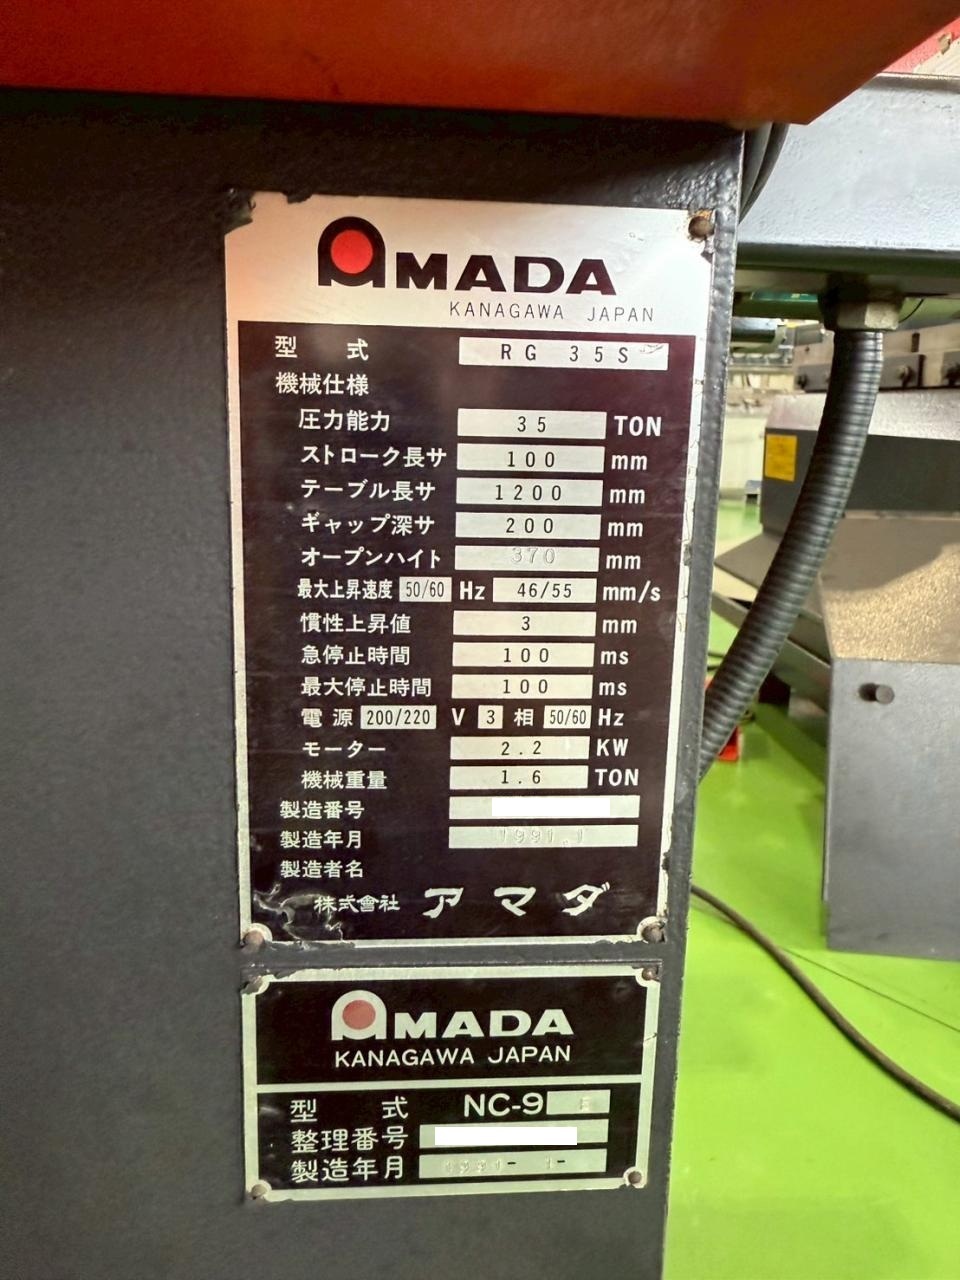 AMADA
KANAGAWA JAPAN
型 式 RG 35S
機械仕様
圧力能力 35 TON
ストローク長サ 100 mm
テーブル長サ 1200 mm
ギャップ深サ 200 mm
オープンハイト 370 mm
最大上昇速度 50/60 Hz 46/55 mm/s
慣性上昇値 3 mm
急停止時間 100 ms
最大停止時間 100 ms
電源 200/220 V 3 相 50/60 Hz
モーター 2.2 KW
機械重量 1.6 TON
製造番号
製造年月 1991.1
製造者名
株式會社 アマダ
AMADA
KANAGAWA JAPAN
型 式 NC-9
整理番号
製造年月 1991- 1-